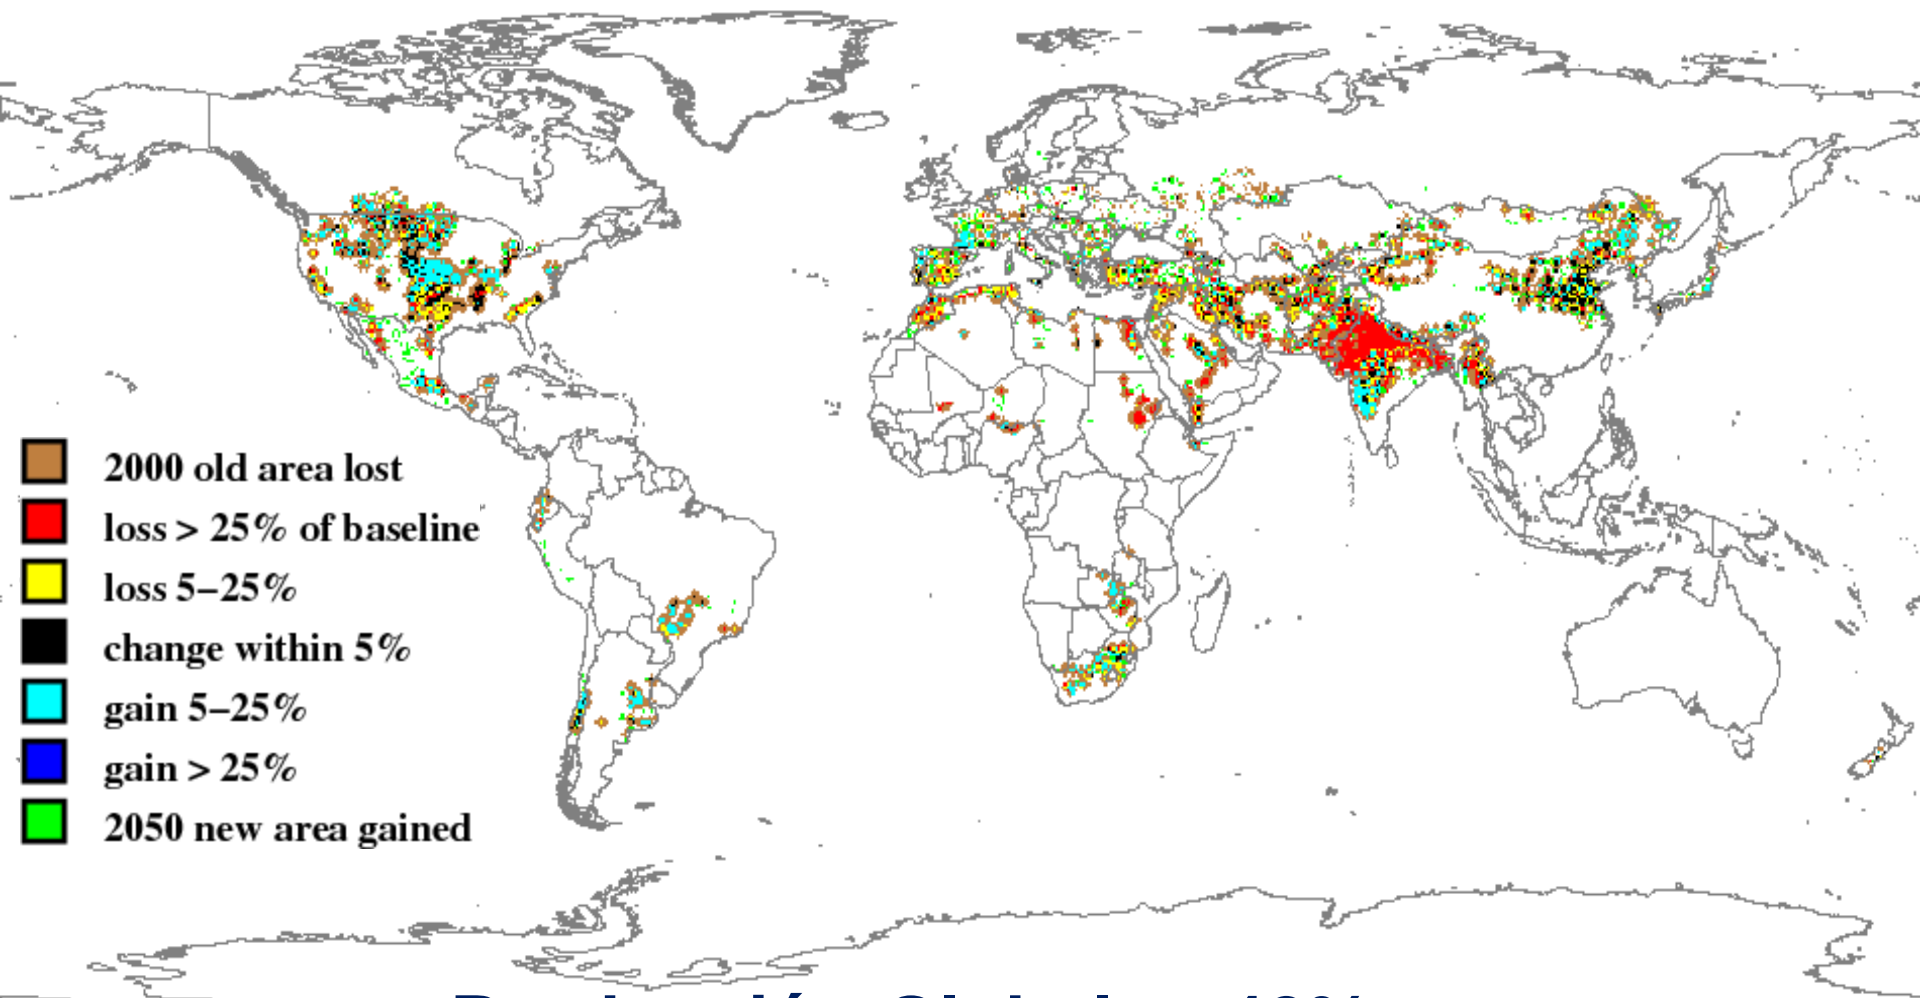 2000 old area lost
loss > 25% of baseline
loss 5–25%
change within 5%
gain 5–25%
gain > 25%
2050 new area gained